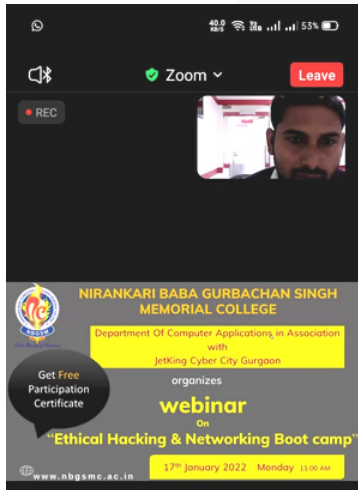 40.0
KB/S
53%
Zoom
Leave
REC
NBGSM
NIRANKARI BABA GURBACHAN SINGH
MEMORIAL COLLEGE
Department Of Computer Applications in Association
with
JetKing Cyber City Gurgaon
organizes
webinar
On
"Ethical Hacking & Networking Boot camp"
17th January 2022 Monday 11:00 AM
Get Free
Participation
Certificate
www.nbgsmc.ac.in